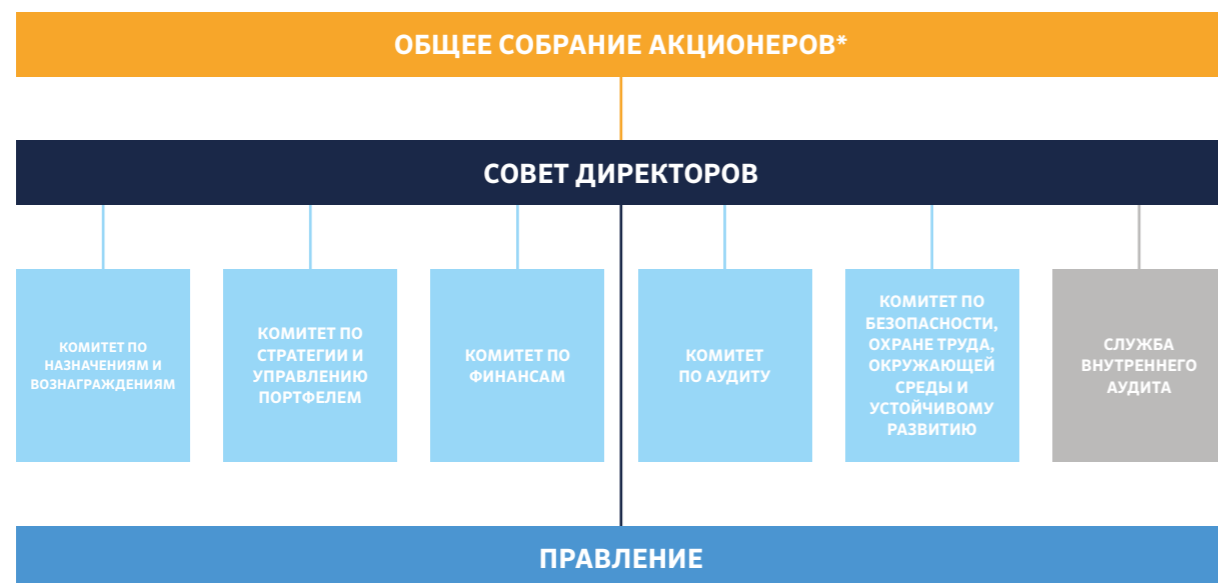 ОБЩЕЕ СОБРАНИЕ АКЦИОНЕРОВ*
СОВЕТ ДИРЕКТОРОВ
КОМИТЕТ ПО
НАЗНАЧЕНИЯМ И
ВОЗНАГРАЖДЕНИЯМ
КОМИТЕТ ПО
СТРАТЕГИИ И
УПРАВЛЕНИЮ
ПОРТФЕЛЕМ
КОМИТЕТ ПО
ФИНАНСАМ
КОМИТЕТ
ПО АУДИТУ
КОМИТЕТ ПО
БЕЗОПАСНОСТИ,
ОХРАНЕ ТРУДА,
ОКРУЖАЮЩЕЙ
СРЕДЫ И
УСТОЙЧИВОМУ
РАЗВИТИЮ
СЛУЖБА
ВНУТРЕННЕГО
АУДИТА
ПРАВЛЕНИЕ